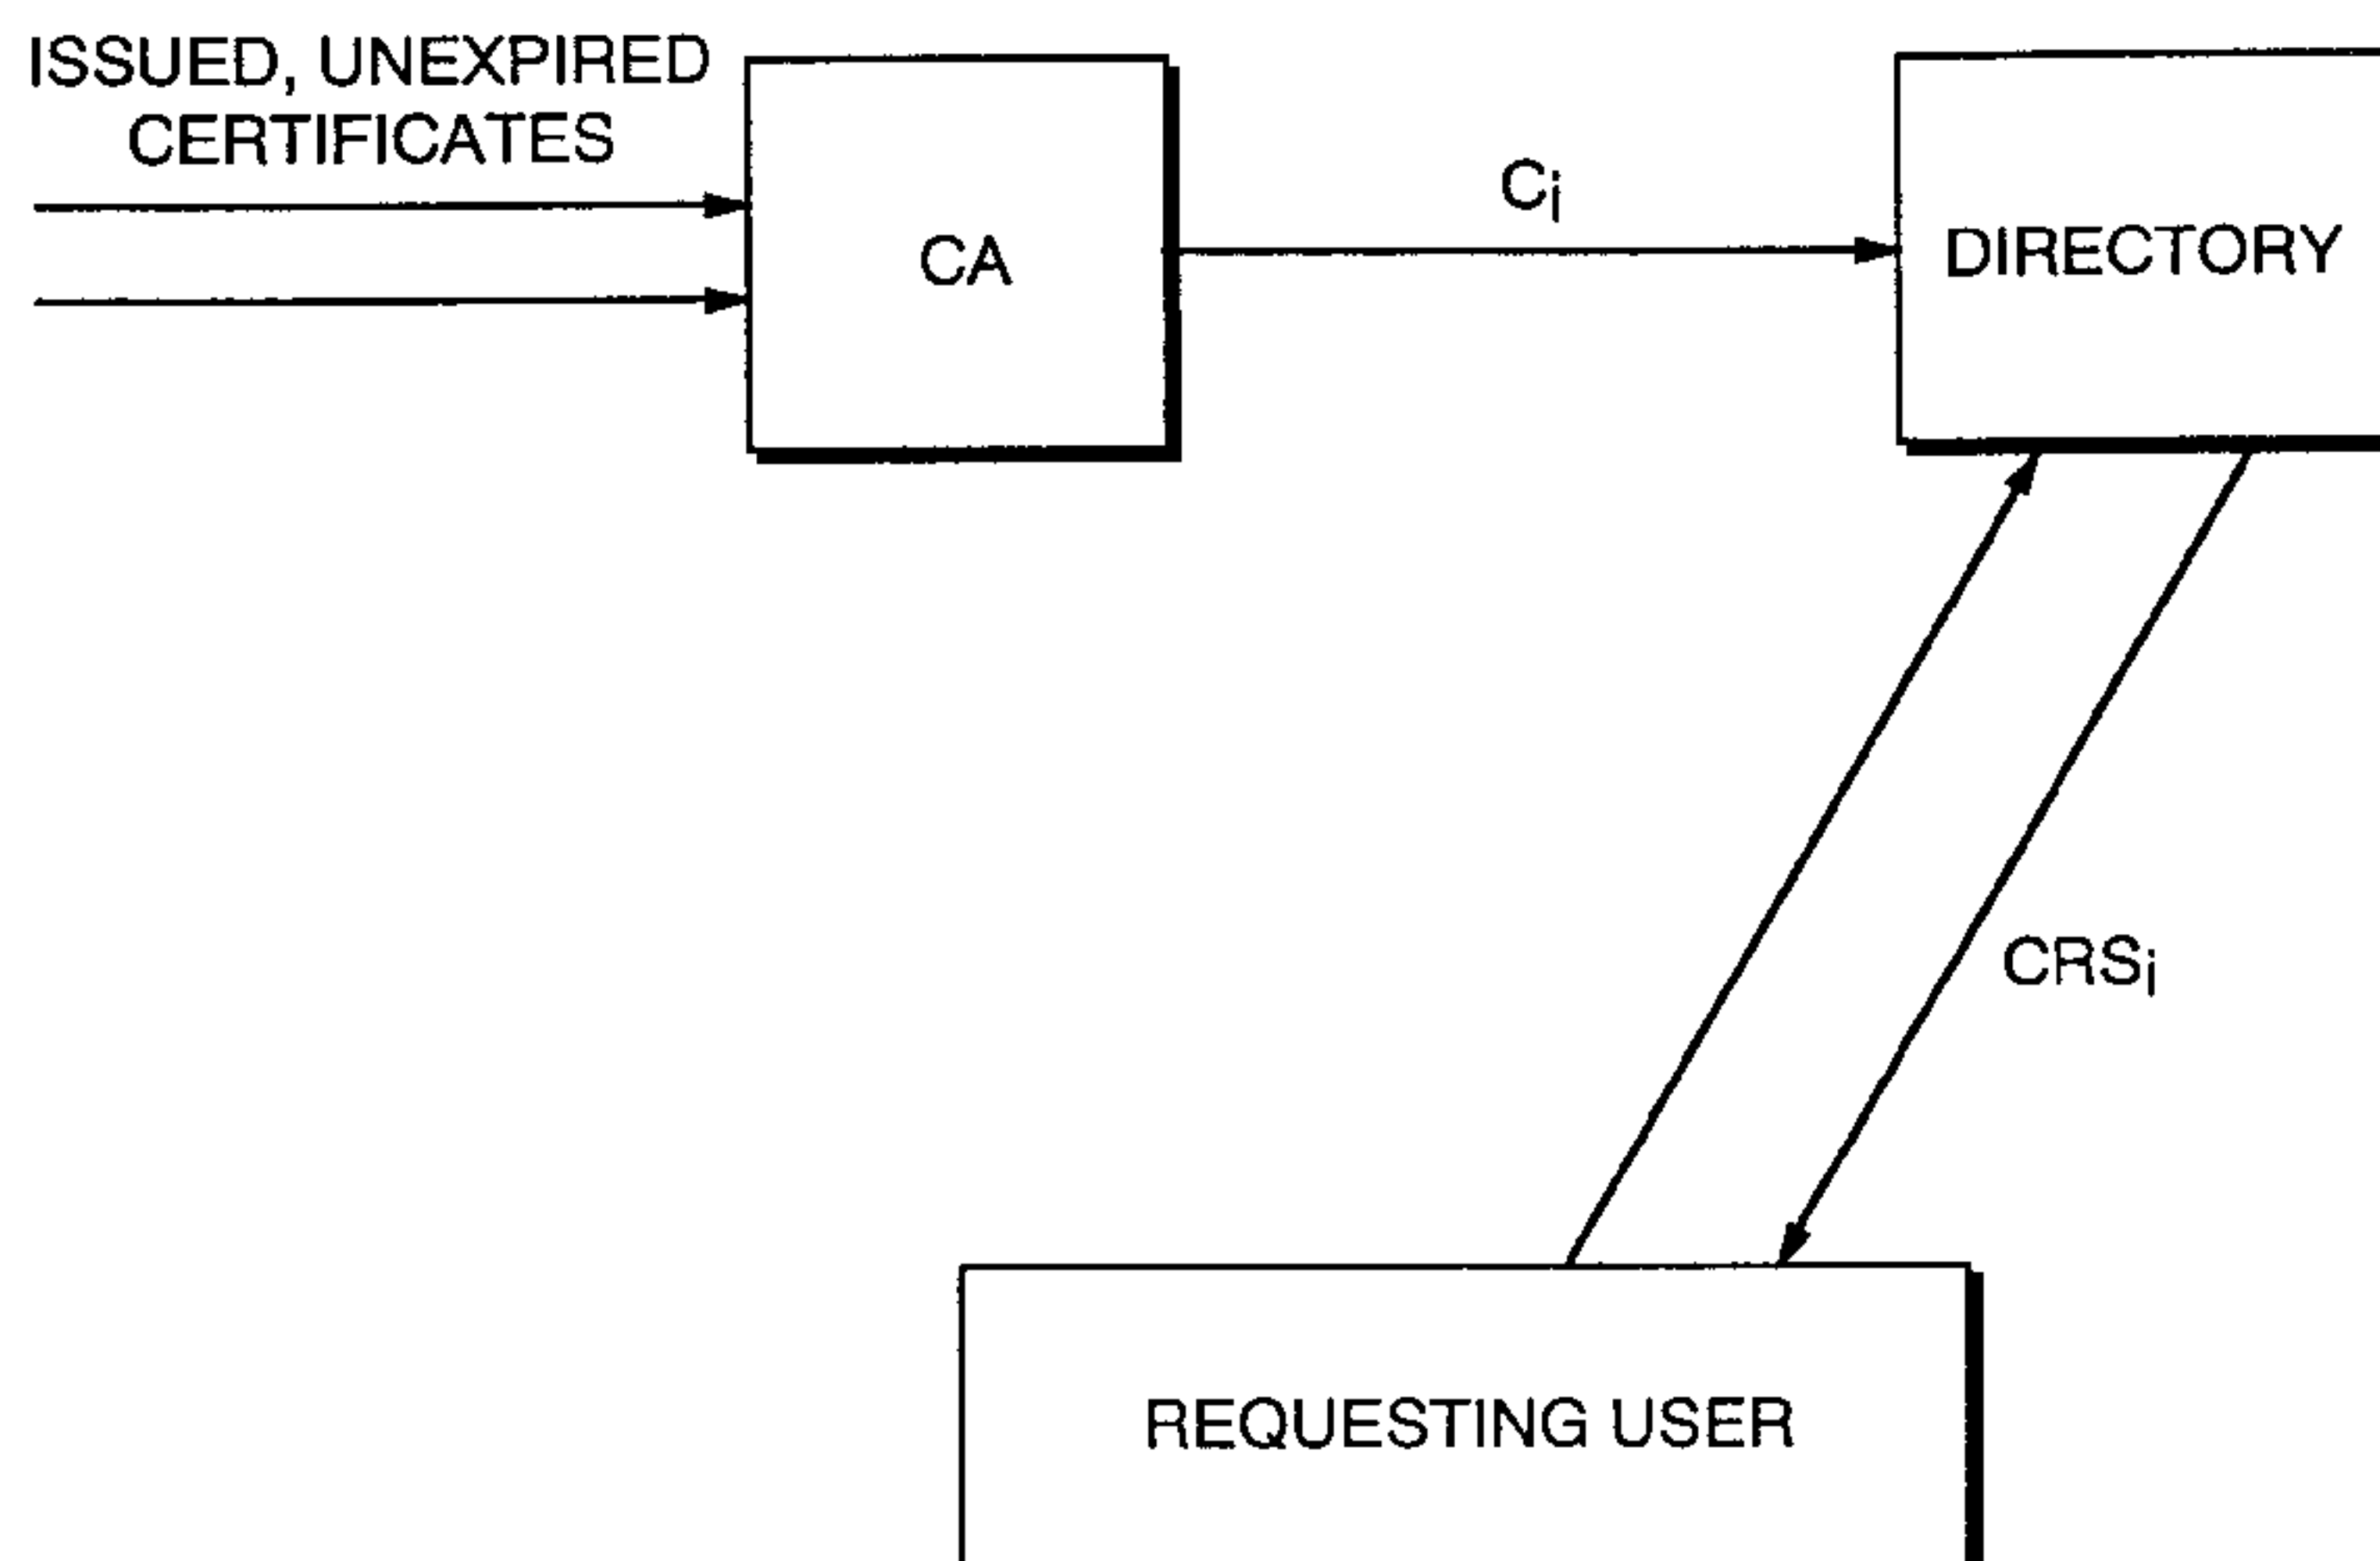 ISSUED, UNEXPIRED
CERTIFICATES
CA
Ci
DIRECTORY
CRSi
REQUESTING USER